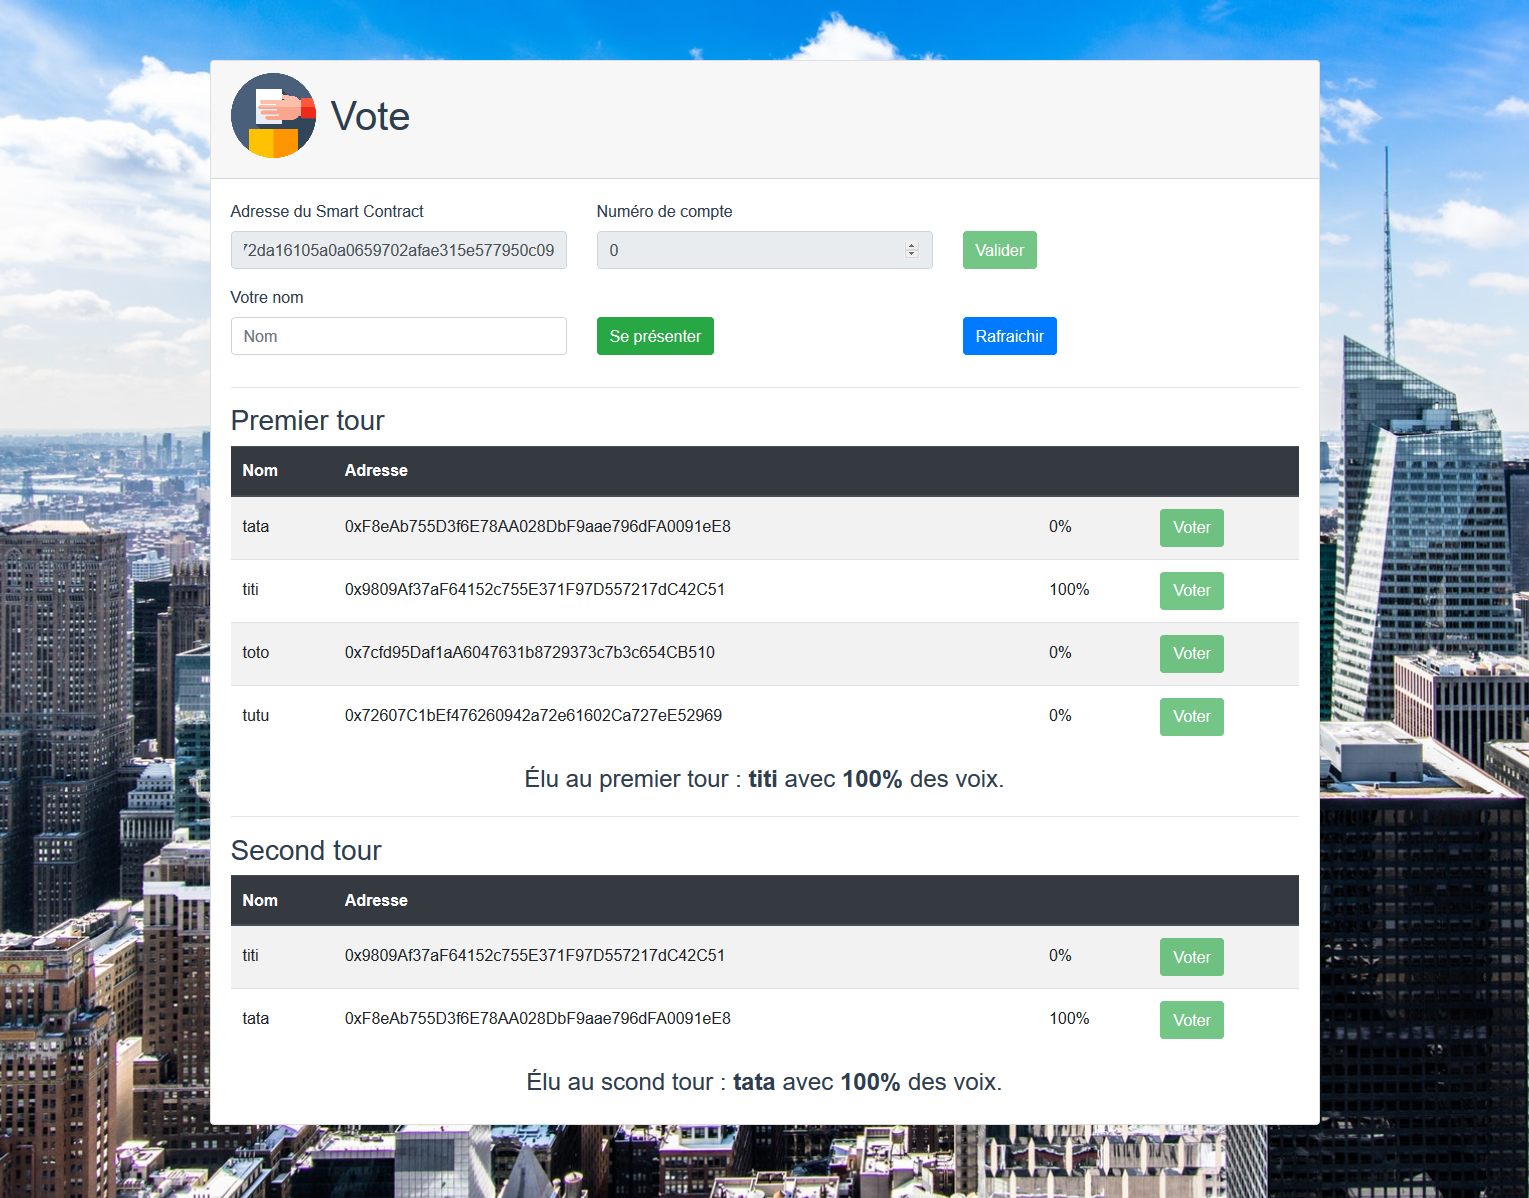 Vote
Adresse du Smart Contract Numéro de compte
72da16105a0a0659702afae315e577950c09 0 Valider
Votre nom
Nom Se présenter Rafraichir
Premier tour
Nom Adresse
tata 0xF8eAb755D3f6E78AA028DbF9aae796dFA0091eE8 0% Voter
titi 0x9809Af37aF64152c755E371F97D557217dC42C51 100% Voter
toto 0x7cfd95Daf1aA6047631b8729373c7b3c654CB510 0% Voter
tutu 0x72607C1bEf476260942a72e61602Ca727eE52969 0% Voter
Élu au premier tour : titi avec 100% des voix.
Second tour
Nom Adresse
titi 0x9809Af37aF64152c755E371F97D557217dC42C51 0% Voter
tata 0xF8eAb755D3f6E78AA028DbF9aae796dFA0091eE8 100% Voter
Élu au scond tour : tata avec 100% des voix.